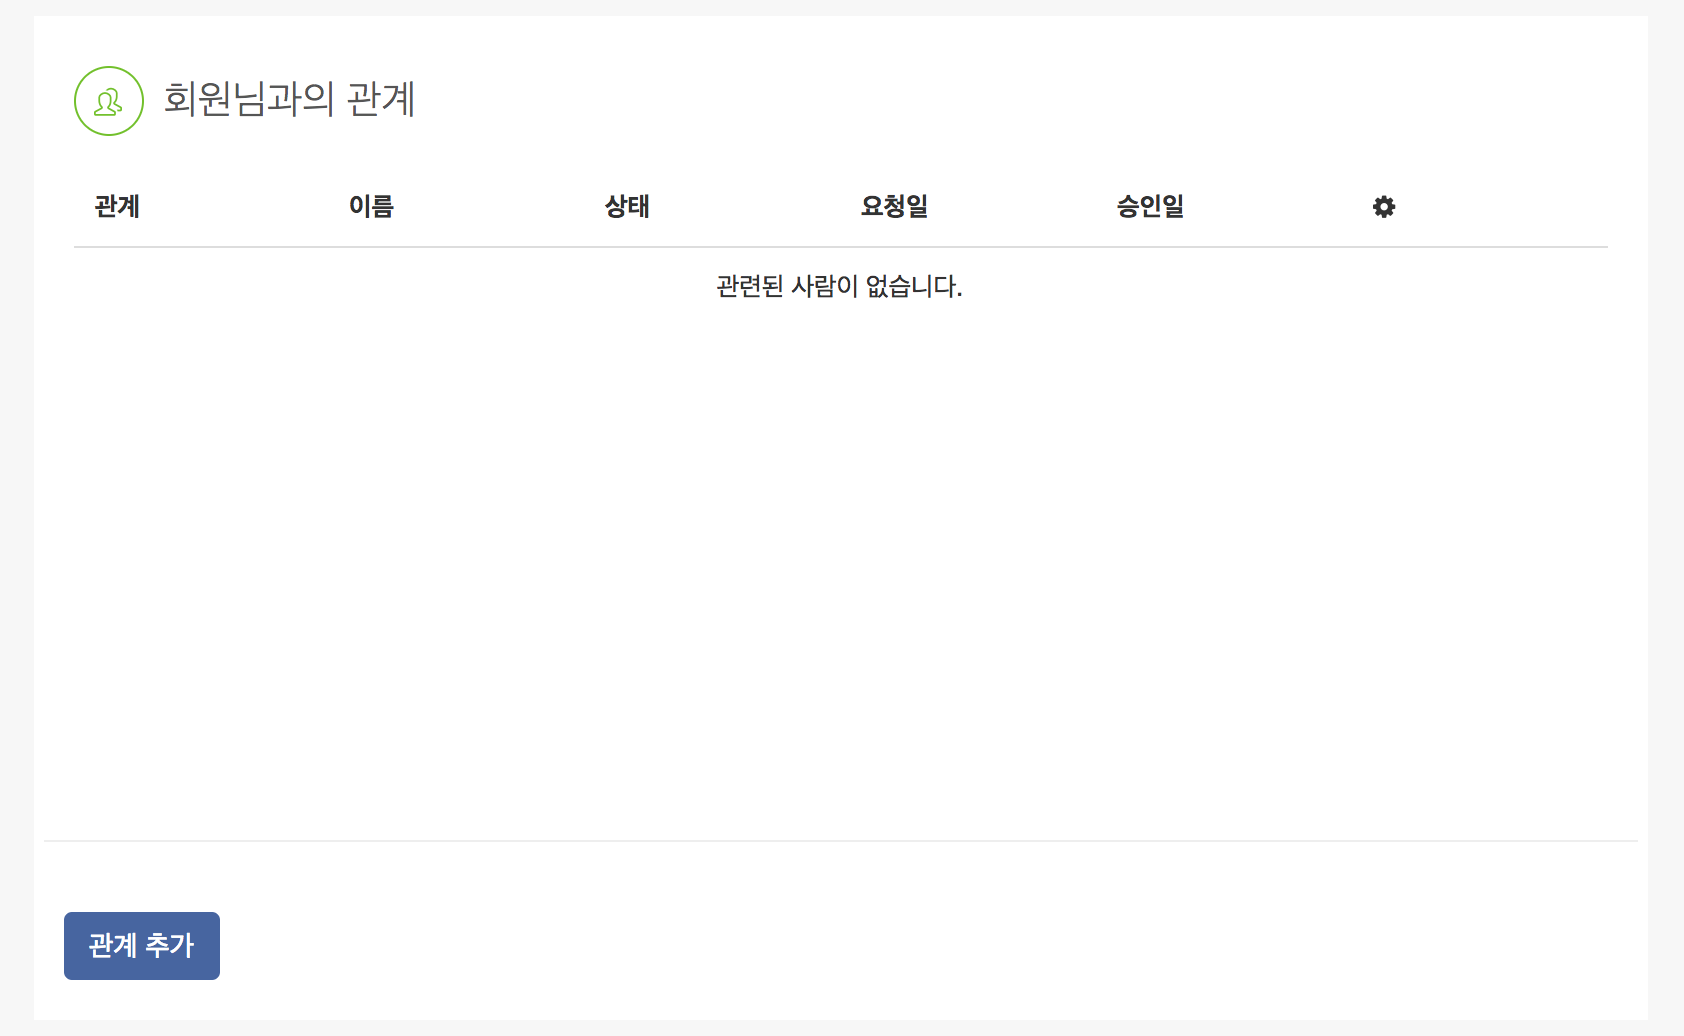 회원님과의 관계
관계 이름 상태 요청일 승인일
관련된 사람이 없습니다.
관계 추가